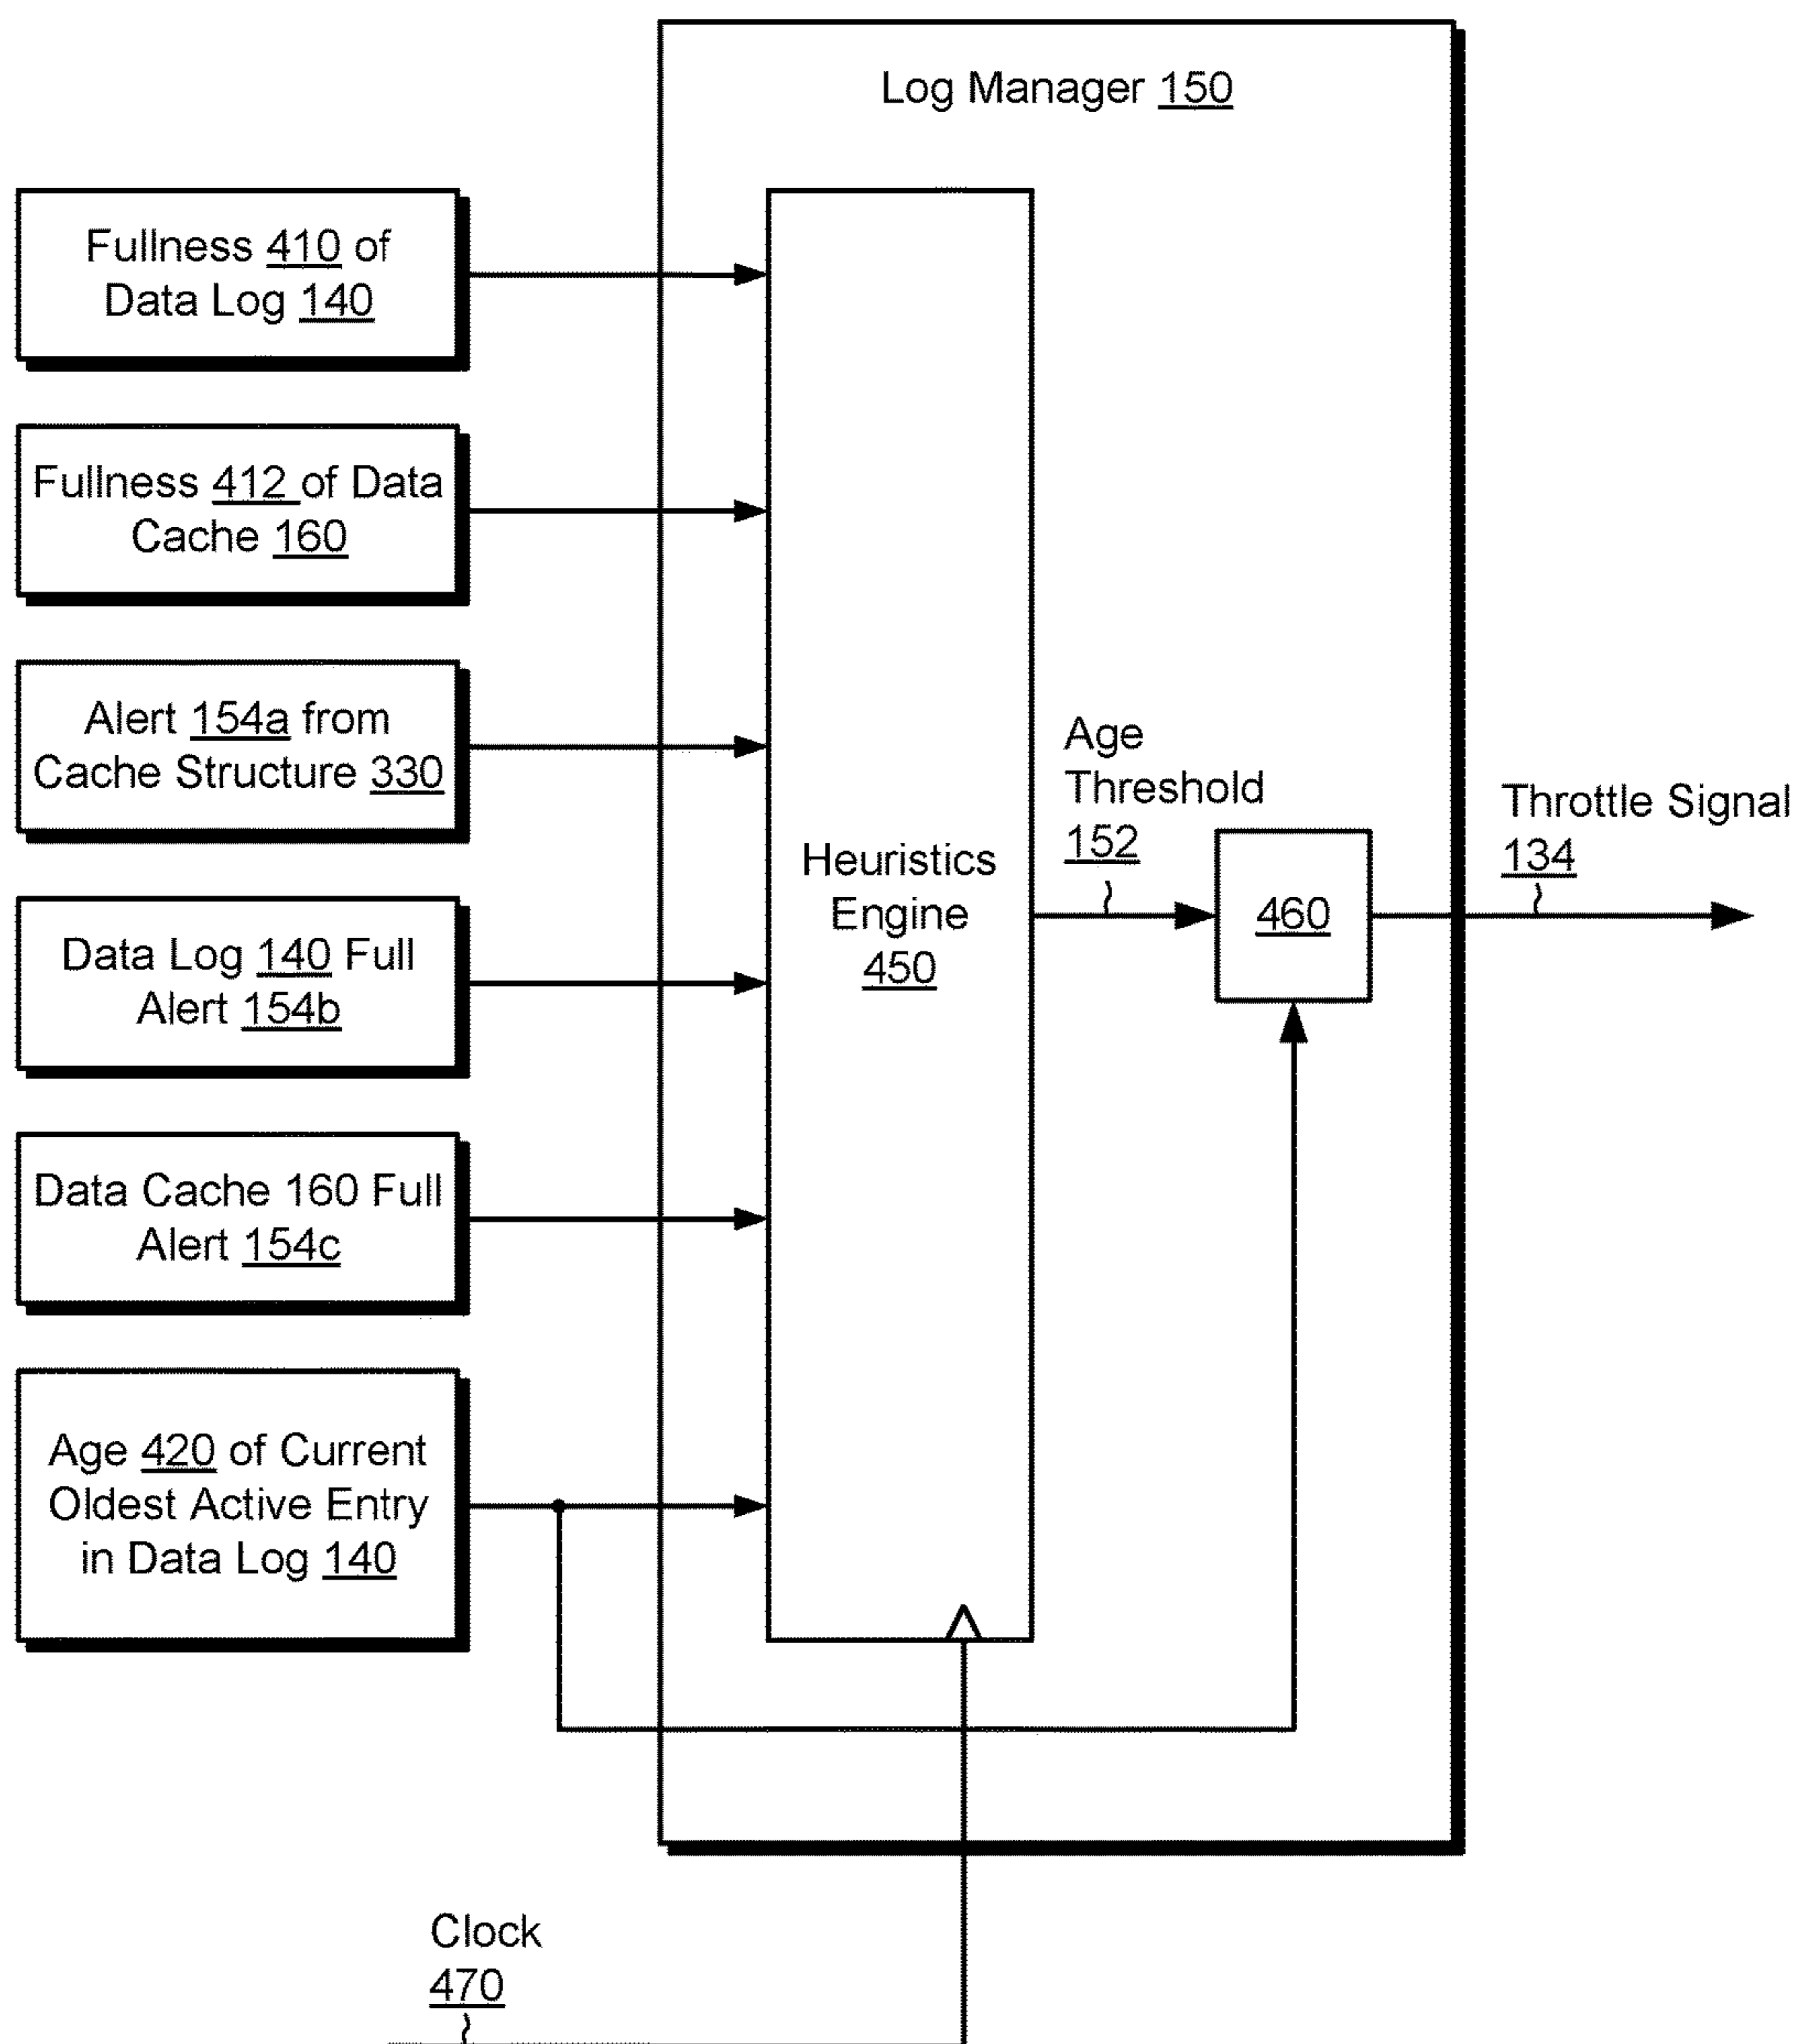 Log Manager 150
Fullness 410 of
Data Log 140
Fullness 412 of Data
Cache 160
Alert 154a from
Cache Structure 330
Data Log 140 Full
Alert 154b
Data Cache 160 Full
Alert 154c
Age 420 of Current
Oldest Active Entry
in Data Log 140
Heuristics
Engine
450
Age
Threshold
152
460
Throttle Signal
134
Clock
470